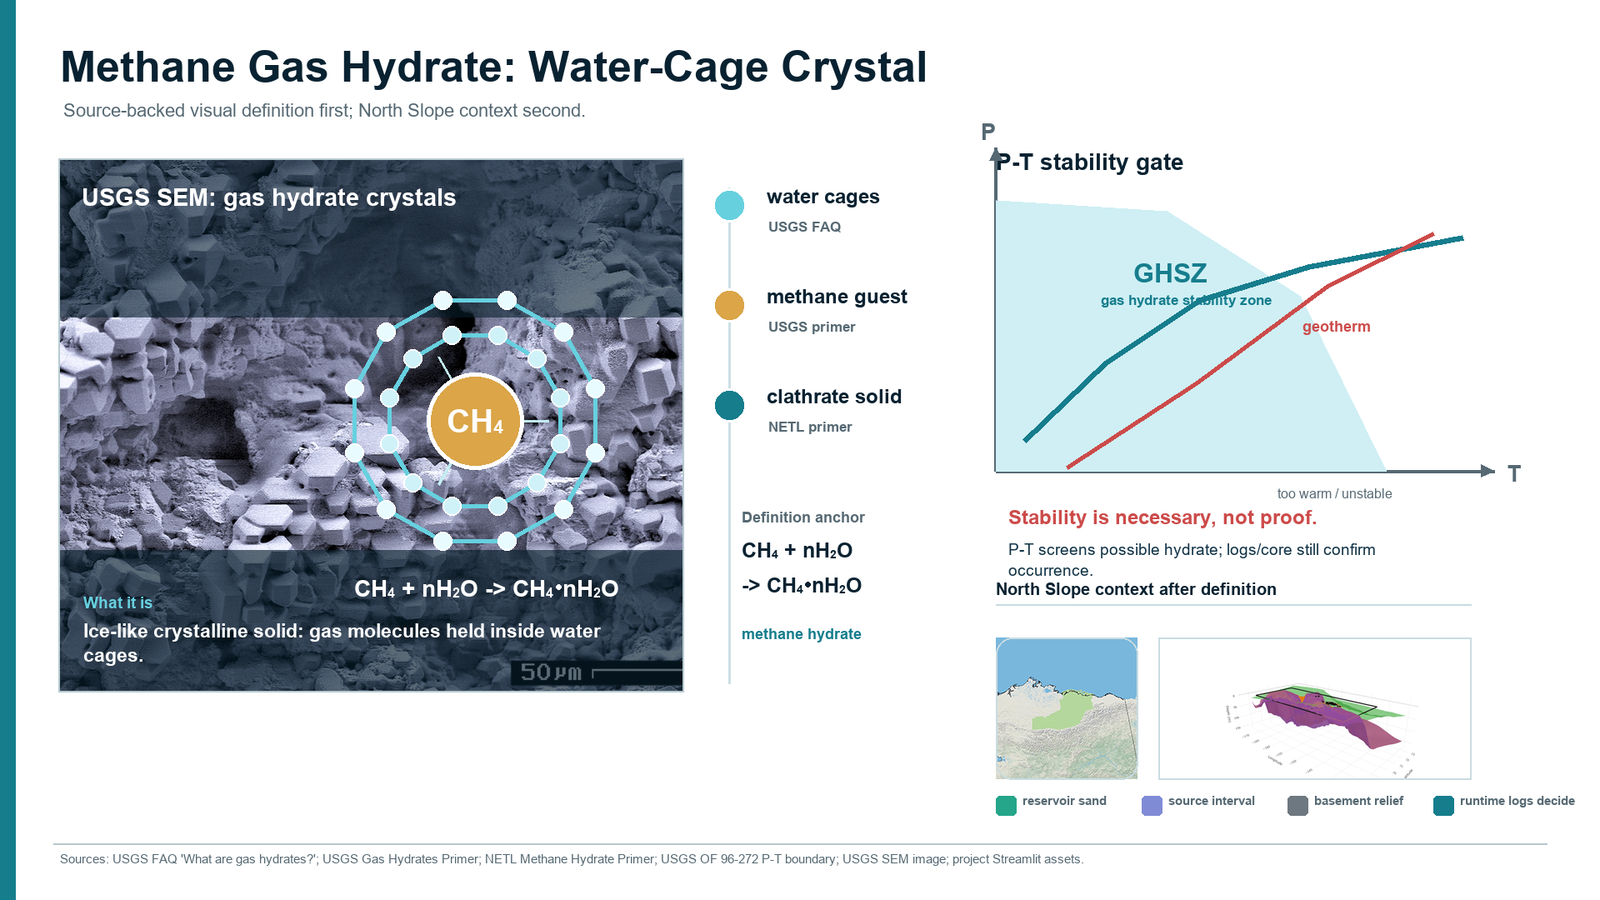 Methane Gas Hydrate: Water-Cage Crystal
Source-backed visual definition first; North Slope context second.
USGS SEM: gas hydrate crystals
CH₄
CH₄ + nH₂O -> CH₄•nH₂O
What it is
Ice-like crystalline solid: gas molecules held inside water
cages.
50µm
water cages
USGS FAQ
methane guest
USGS primer
clathrate solid
NETL primer
Definition anchor
CH₄ + nH₂O
-> CH₄•nH₂O
methane hydrate
P
P-T stability gate
GHSZ
gas hydrate stability zone
geotherm
T
too warm / unstable
Stability is necessary, not proof.
P-T screens possible hydrate; logs/core still confirm
occurrence.
North Slope context after definition
reservoir sand
source interval
basement relief
runtime logs decide
Sources: USGS FAQ 'What are gas hydrates?'; USGS Gas Hydrates Primer; NETL Methane Hydrate Primer; USGS OF 96-272 P-T boundary; USGS SEM image; project Streamlit assets.